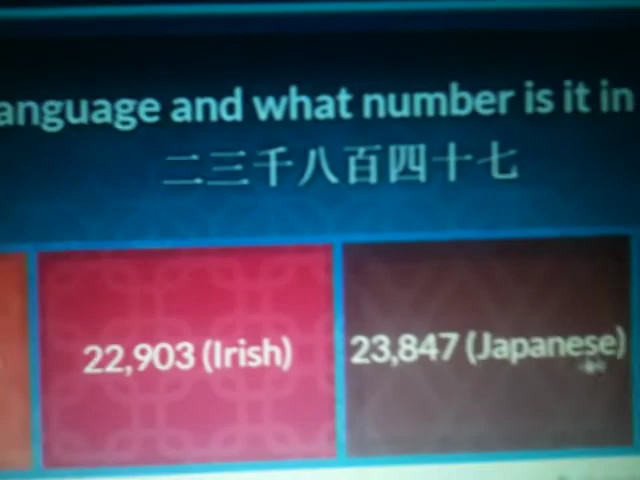 anguage and what number is it in
二三千八百四十七
22,903 (Irish)
23,847 (Japanese)